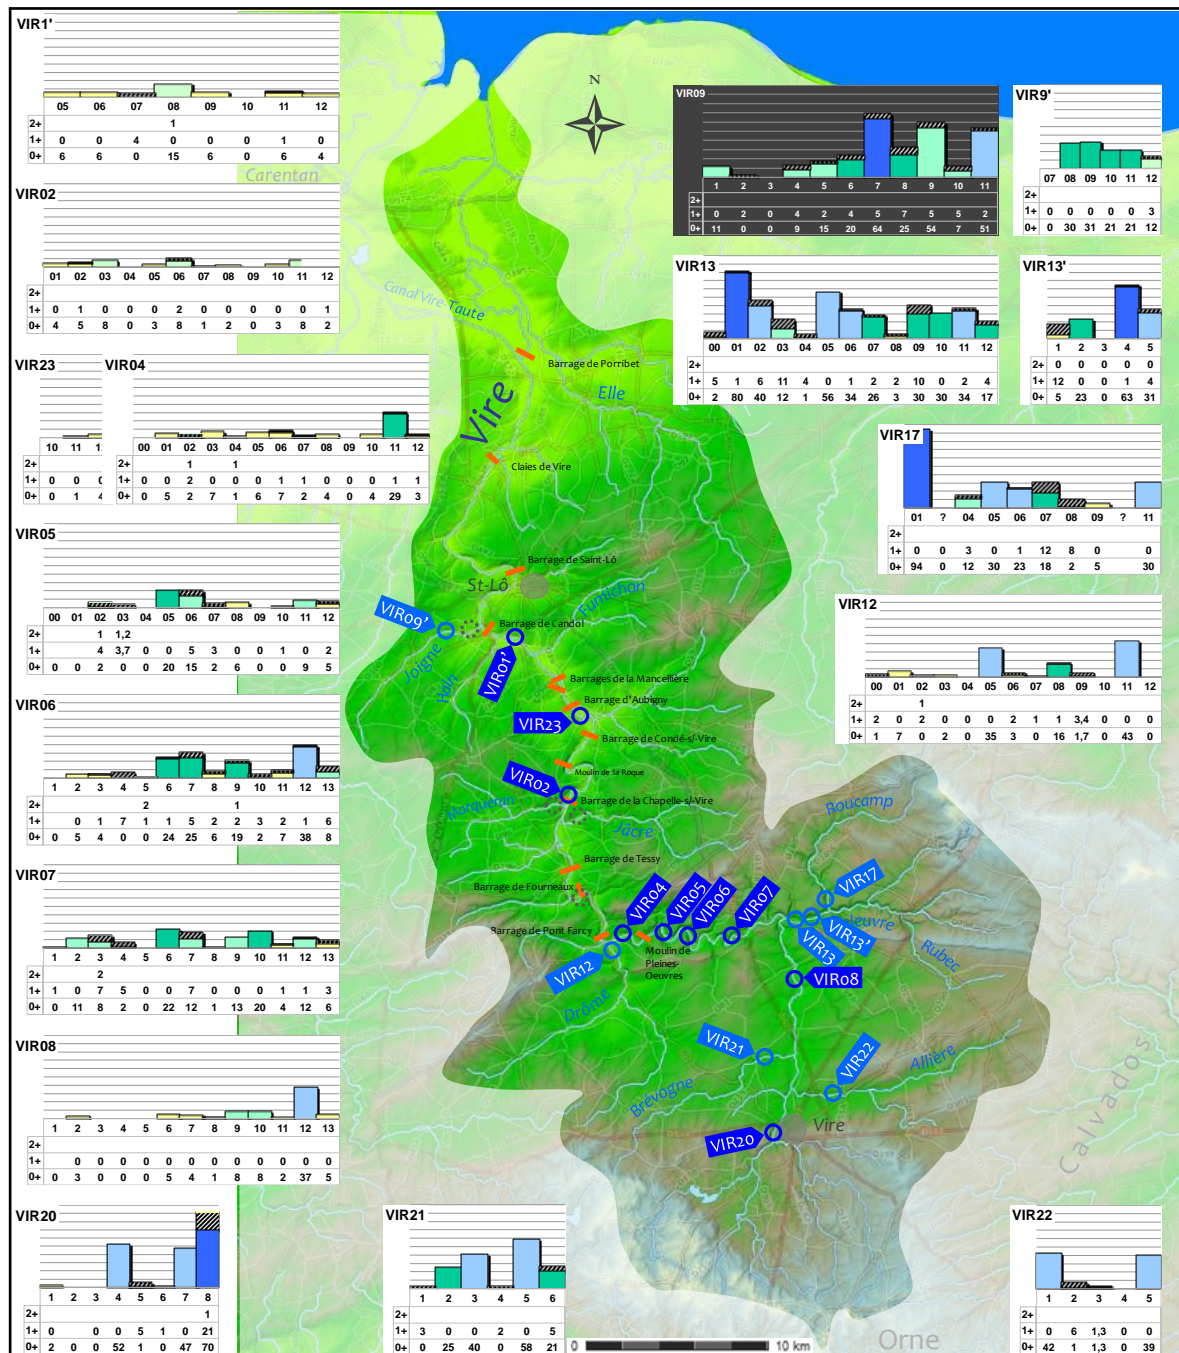 VIR1'
05 06 07 08 09 10 11 12
2+ 1
1+ 0 0 4 0 0 1 0
0+ 6 6 0 15 6 0 6 4
Carentan
VIR02
01 02 03 04 05 06 07 08 09 10 11 12
2+
1+ 0 1 0 0 0 2 0 0 0 0 0 1
0+ 4 5 8 0 3 8 1 2 0 3 8 2
VIR23
10 11
2+
1+ 0 0
0+ 0 1 4
VIR04
00 01 02 03 04 05 06 07 08 09 10 11 12
2+ 1 1
1+ 0 0 2 0 0 0 1 1 0 0 0 1 1
0+ 0 5 2 7 1 6 7 2 4 0 4 29 3
VIR05
00 01 02 03 04 05 06 07 08 09 10 11 12
2+ 1 1,2
1+ 4 3,7 0 0 5 3 0 0 1 0 2
0+ 0 0 2 0 0 20 15 2 6 0 0 9 5
VIR06
1 2 3 4 5 6 7 8 9 10 11 12 13
2+ 2 1
1+ 0 1 7 1 1 5 2 2 3 2 1 6
0+ 0 5 4 0 0 24 25 6 19 2 7 38 8
VIR07
1 2 3 4 5 6 7 8 9 10 11 12 13
2+ 2
1+ 1 0 7 5 0 0 7 0 0 0 1 1 3
0+ 0 11 8 2 0 22 12 1 13 20 4 12 6
VIR08
1 2 3 4 5 6 7 8 9 10 11 12 13
2+
1+ 0 0 0 0 0 0 0 0 0 0 0 0
0+ 0 3 0 0 0 5 4 1 8 8 2 37 5
VIR20
1 2 3 4 5 6 7 8
2+ 1
1+ 0 0 0 5 1 0 21
0+ 2 0 0 52 1 0 47 70
VIR21
1 2 3 4 5 6
2+
1+ 3 0 0 2 0 5
0+ 0 25 40 0 58 21
VIR22
1 2 3 4 5
2+
1+ 0 6 1,3 0 0
0+ 42 1 1,3 0 39
VIR09
1 2 3 4 5 6 7 8 9 10 11
2+
1+ 0 2 0 4 2 4 5 7 5 5 2
0+ 11 0 0 9 15 20 64 25 54 7 51
VIR9'
07 08 09 10 11 12
2+
1+ 0 0 0 0 0 3
0+ 0 30 31 21 21 12
VIR13
00 01 02 03 04 05 06 07 08 09 10 11 12
2+
1+ 5 1 6 11 4 0 1 2 2 10 0 2 4
0+ 2 80 40 12 1 56 34 26 3 30 30 34 17
VIR13'
1 2 3 4 5
2+
1+ 12 0 0 1 4
0+ 5 23 0 63 31
VIR17
01 ? 04 05 06 07 08 09 ? 11
2+
1+ 0 0 3 0 1 12 8 0 0
0+ 94 0 12 30 23 18 2 5 30
VIR12
00 01 02 03 04 05 06 07 08 09 10 11 12
2+ 1
1+ 2 0 2 0 0 0 2 1 1 3,4 0 0 0
0+ 1 7 0 2 0 35 3 0 16 1,7 0 43 0
N
Canal Vire-Taute
Barrage de Porribet
Elle
Vire
Claies de Vire
Barrage de Saint-Lô
St-Lô
Fumichon
VIR09'
Barrage de Candol
Joigne
Hain
VIR01'
Barrages de la Mancellière
Barrage d'Aubigny
VIR23
Barrage de Condé-s/-Vire
Moulin de la Roque
VIR02
Barrage de la Chapelle-s/-Vire
Marqueran
Jâcre
Barrage de Tessy
Barrage de Fourneaux
Barrage de Pont Farcy
VIR04
VIR05
VIR06
VIR07
Moulin de
Pleines-
Oeuvres
VIR12
Drôme
Roucamp
VIR17
VIR13'
VIR13
Rubec
VIR08
VIR21
VIR22
Allière
Brévogne
VIR20
Vire
Calvados
Orne
0 10 km